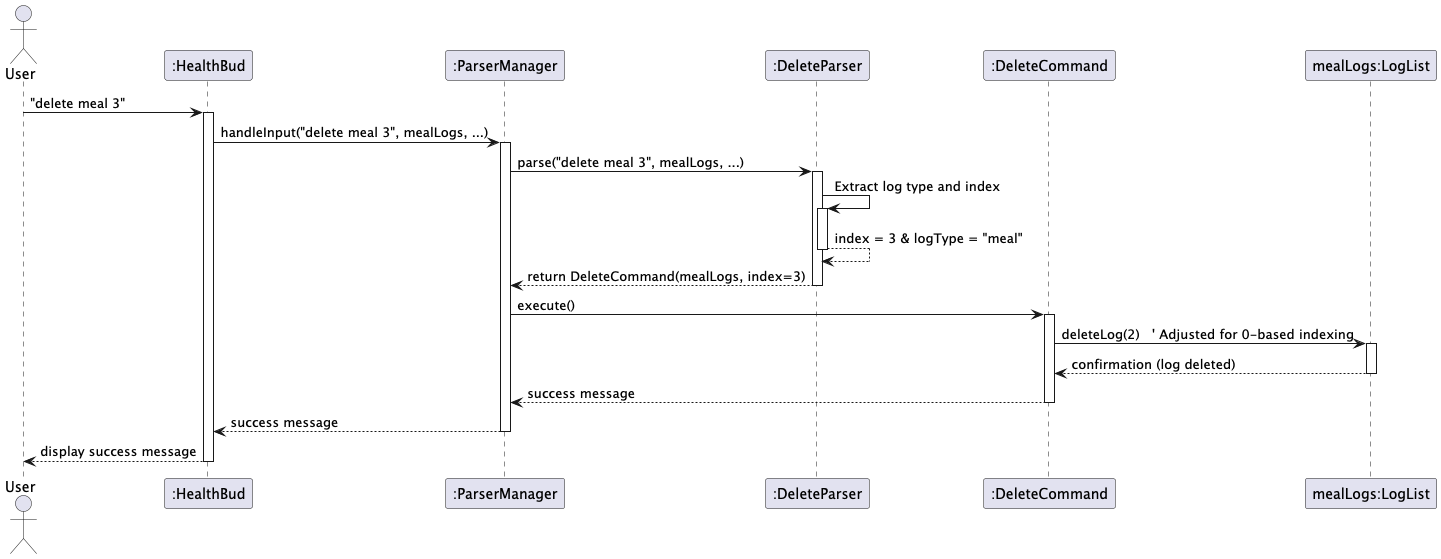 User
:HealthBud
:ParserManager
:DeleteParser
:DeleteCommand
mealLogs:LogList
"delete meal 3"
handleInput("delete meal 3", mealLogs, ...)
parse("delete meal 3", mealLogs, ...)
Extract log type and index
index = 3 & logType = "meal"
return DeleteCommand(mealLogs, index=3)
execute()
deleteLog(2)   ' Adjusted for 0-based indexing
confirmation (log deleted)
success message
success message
display success message
User
:HealthBud
:ParserManager
:DeleteParser
:DeleteCommand
mealLogs:LogList